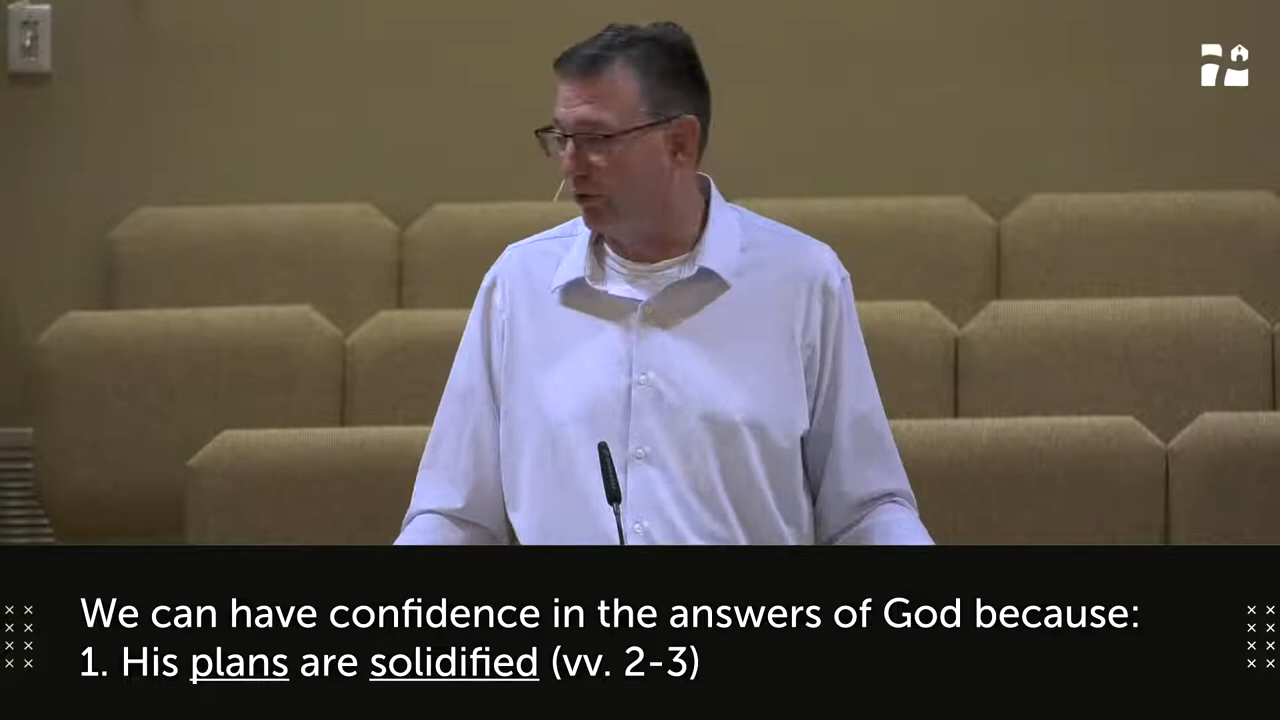 We can have confidence in the answers of God because:
1. His plans are solidified (vv. 2-3)